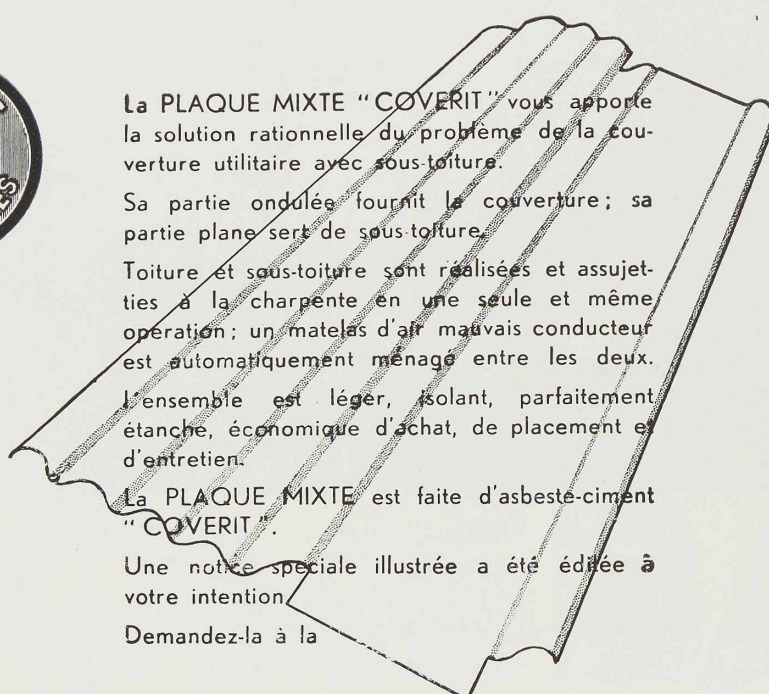 La PLAQUE MIXTE “COVERIT” vous apporte
la solution rationnelle du problème de la cou-
verture utilitaire avec sous-toiture.
Sa partie ondulée fournit la couverture; sa
partie plane sert de sous-toiture.
Toiture et sous-toiture sont réalisées et assujet-
ties à la charpente en une seule et même
opération; un matelas d'air mauvais conducteur
est automatiquement ménagé entre les deux.
L'ensemble est léger, isolant, parfaitement
étanche, économique d'achat, de placement et
d'entretien.
La PLAQUE MIXTE est faite d'asbeste-ciment
“COVERIT”.
Une notice spéciale illustrée a été éditée à
votre intention.
Demandez-la à la